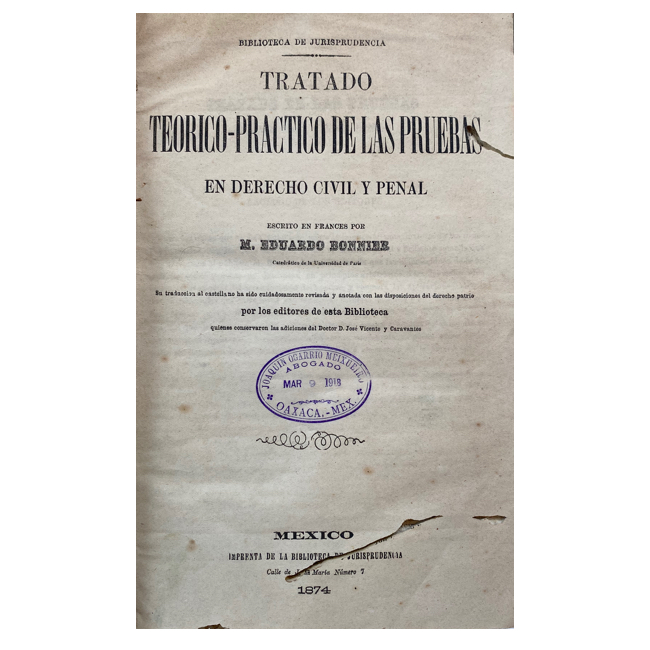 BIBLIOTECA DE JURISPRUDENCIA
TRATADO
TEORICO-PRACTICO DE LAS PRUEBAS
EN DERECHO CIVIL Y PENAL
ESCRITO EN FRANCES POR
M. EDUARDO BONNIER
Catedrático de la Universidad de Paris
Su traduccion al castellano ha sido cuidadosamente revisada y anotada con las disposiciones del derecho patrio
por los editores de esta Biblioteca
quienes conservaron las adiciones del Doctor D. José Vicente y Caravantes
JOAQUIN OGARRIO MEIXUEIRO
ABOGADO
MAR 9 1918
OAXACA.-MEX.
MEXICO
IMPRENTA DE LA BIBLIOTECA DE JURISPRUDENCIA
Calle de María Número 7
1874